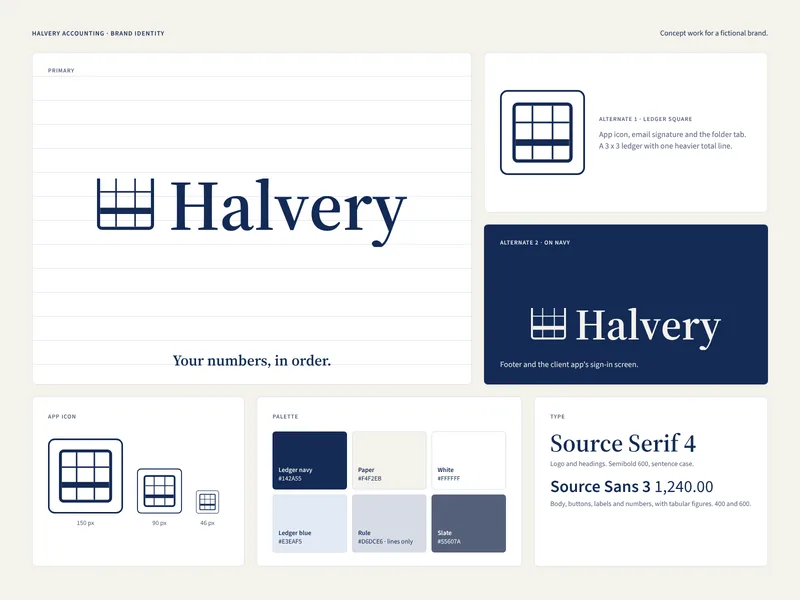 HALVERY ACCOUNTING · BRAND IDENTITY
Concept work for a fictional brand.
PRIMARY
Halvery
Your numbers, in order.
ALTERNATE 1 · LEDGER SQUARE
App icon, email signature and the folder tab.
A 3 x 3 ledger with one heavier total line.
ALTERNATE 2 · ON NAVY
Halvery
Footer and the client app's sign-in screen.
APP ICON
150 px
90 px
46 px
PALETTE
Ledger navy
#142A55
Paper
#F4F2EB
White
#FFFFFF
Ledger blue
#E3EAF5
Rule
#D6DCE6 · lines only
Slate
#55607A
TYPE
Source Serif 4
Logo and headings. Semibold 600, sentence case.
Source Sans 3 1,240.00
Body, buttons, labels and numbers, with tabular figures. 400 and 600.